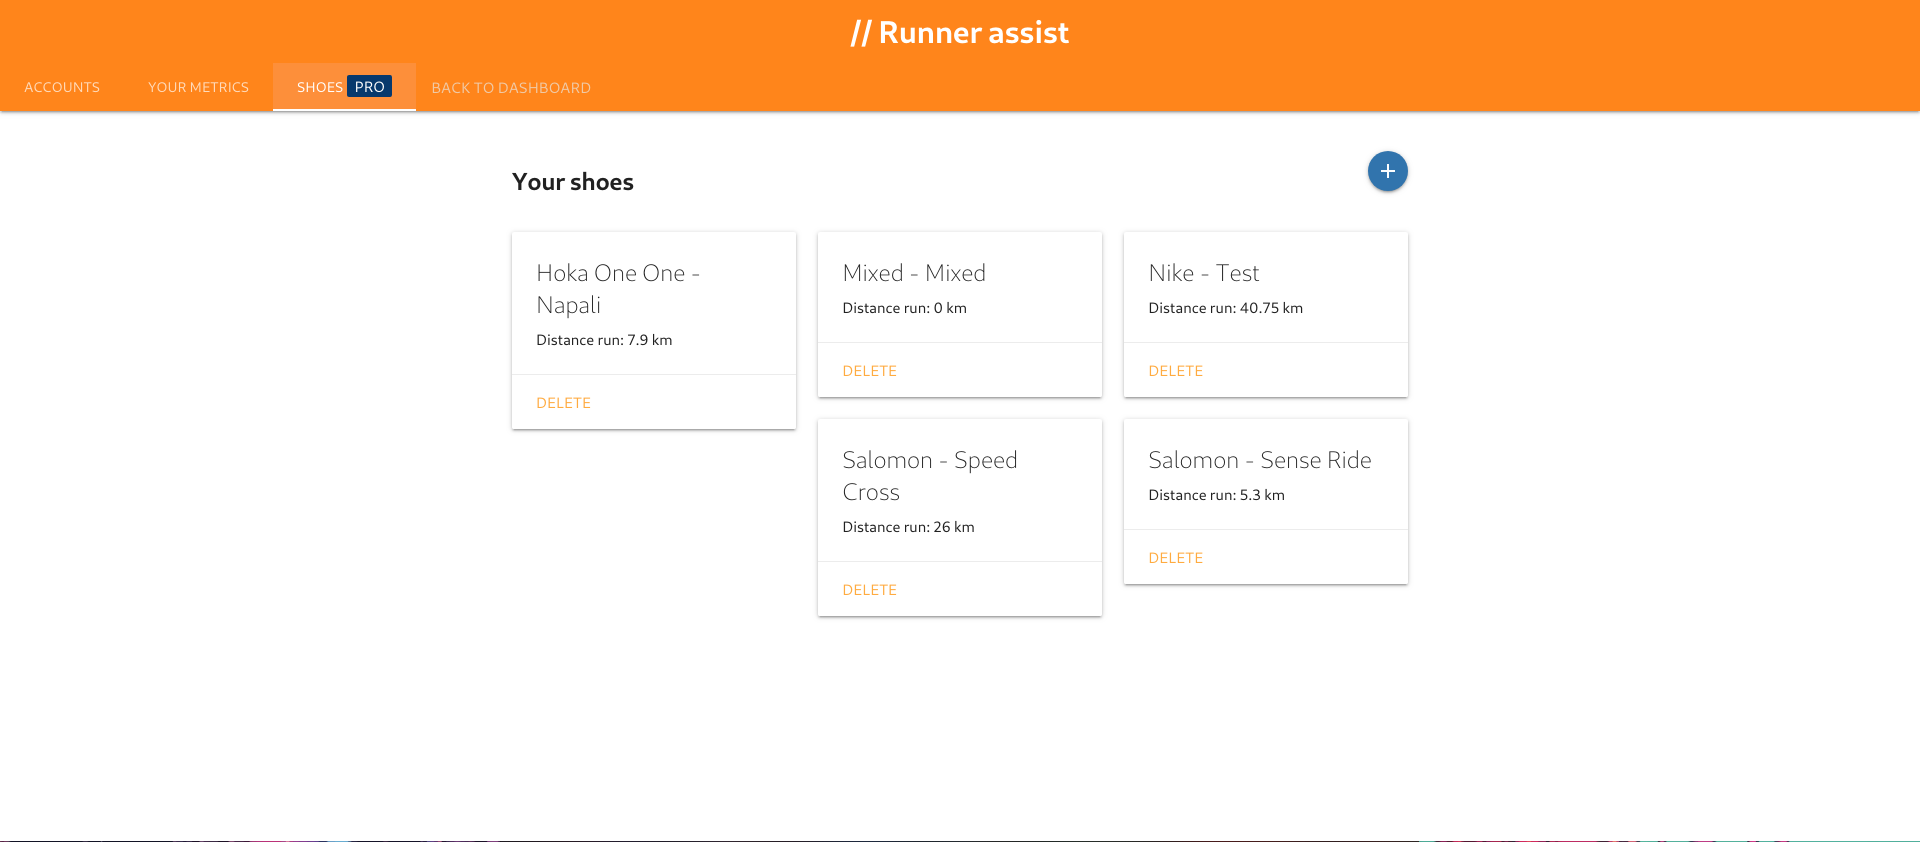 // Runner assist
ACCOUNTS YOUR METRICS SHOES PRO BACK TO DASHBOARD
Your shoes
Hoka One One -
Napali
Distance run: 7.9 km
DELETE
Mixed - Mixed
Distance run: 0 km
DELETE
Nike - Test
Distance run: 40.75 km
DELETE
Salomon - Speed
Cross
Distance run: 26 km
DELETE
Salomon - Sense Ride
Distance run: 5.3 km
DELETE